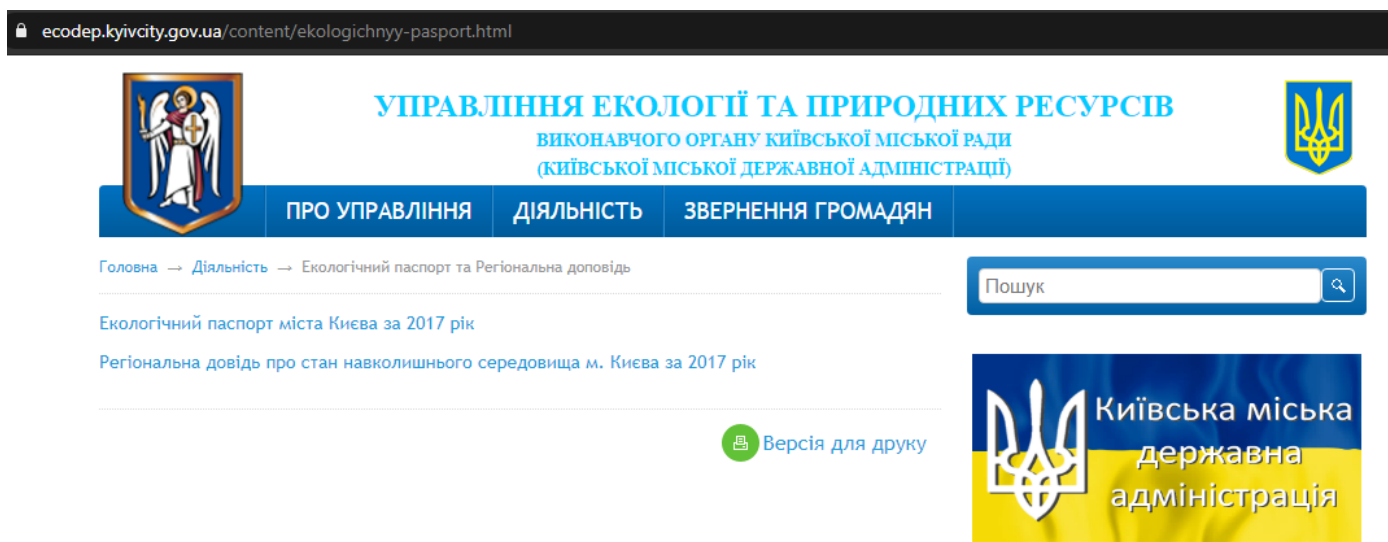 ecodep.kyivcity.gov.ua/content/ekologichnyy-pasport.html
УПРАВЛІННЯ ЕКОЛОГІЇ ТА ПРИРОДНИХ РЕСУРСІВ
ВИКОНАВЧОГО ОРГАНУ КИЇВСЬКОЇ МІСЬКОЇ РАДИ
(КИЇВСЬКОЇ МІСЬКОЇ ДЕРЖАВНОЇ АДМІНІСТРАЦІЇ)
ПРО УПРАВЛІННЯ ДІЯЛЬНІСТЬ ЗВЕРНЕННЯ ГРОМАДЯН
Головна → Діяльність → Екологічний паспорт та Регіональна доповідь
Пошук
Екологічний паспорт міста Києва за 2017 рік
Регіональна довідь про стан навколишнього середовища м. Києва за 2017 рік
Версія для друку
Київська міська
державна
адміністрація